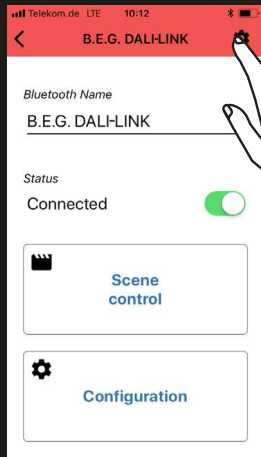 Telekom.de LTE 10:12
B.E.G. DALI-LINK
Bluetooth Name
B.E.G. DALI-LINK
Status
Connected
Scene
control
Configuration